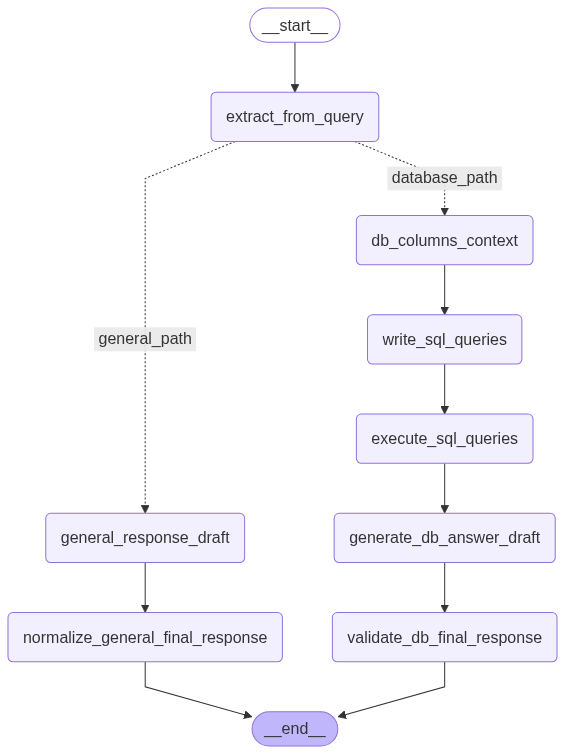 __start__
extract_from_query
database_path
db_columns_context
write_sql_queries
general_path
execute_sql_queries
general_response_draft
generate_db_answer_draft
normalize_general_final_response
validate_db_final_response
__end__